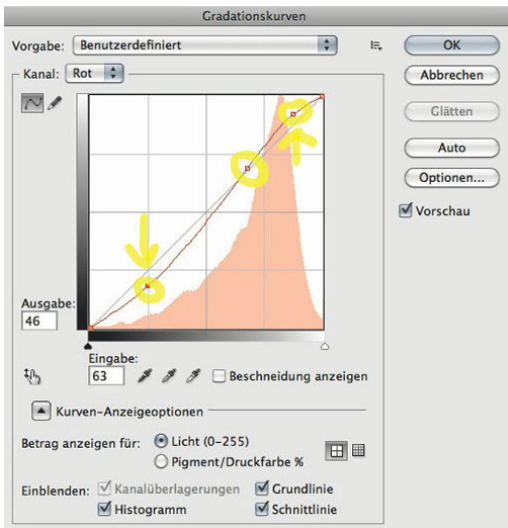 Gradationskurven
Vorgabe: Benutzerdefiniert
OK
Kanal: Rot
Abbrechen
Glätten
Auto
Optionen...
Vorschau
Ausgabe:
46
Eingabe:
63
Beschneidung anzeigen
Kurven-Anzeigeoptionen
Betrag anzeigen für: Licht (0-255)
Pigment/Druckfarbe %
Einblenden: Kanalüberlagerungen Grundlinie
Histogramm Schnittlinie